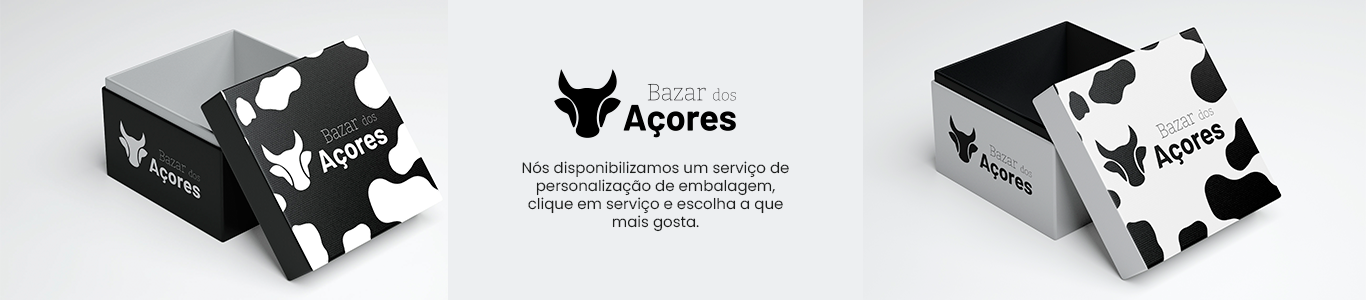 Bazar dos
Açores
Bazar dos
Açores
Bazar dos
Açores
Nós disponibilizamos um serviço de
personalização de embalagem,
clique em serviço e escolha a que
mais gosta.
Bazar dos
Açores
Bazar dos
Açores